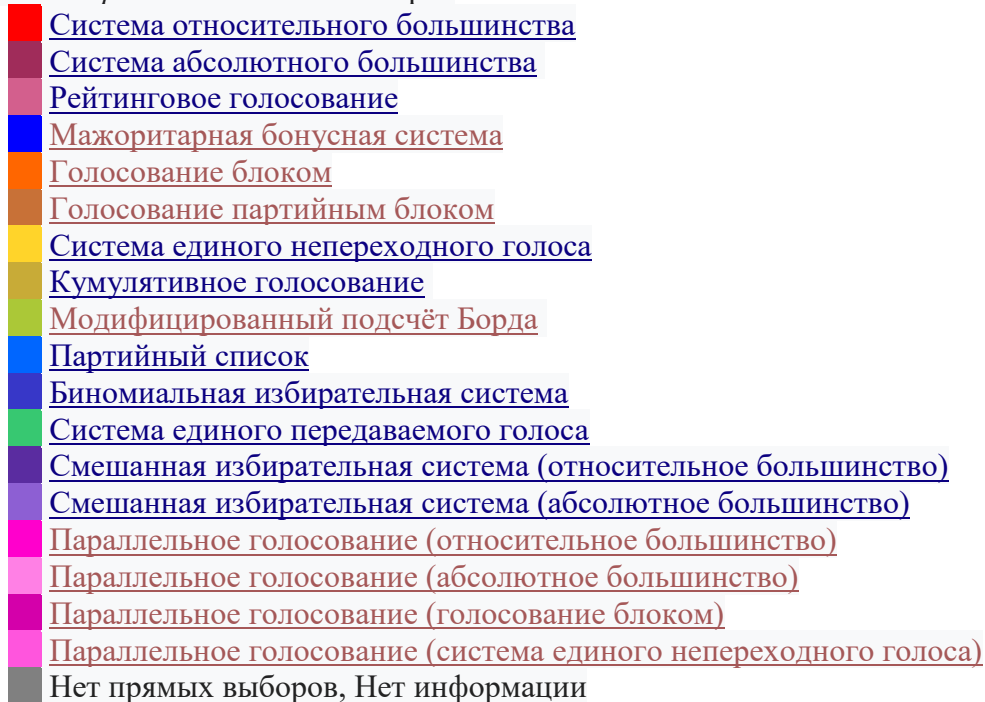 Система относительного большинства
Система абсолютного большинства
Рейтинговое голосование
Мажоритарная бонусная система
Голосование блоком
Голосование партийным блоком
Система единого непереходного голоса
Кумулятивное голосование
Модифицированный подсчёт Борда
Партийный список
Биномиальная избирательная система
Система единого передаваемого голоса
Смешанная избирательная система (относительное большинство)
Смешанная избирательная система (абсолютное большинство)
Параллельное голосование (относительное большинство)
Параллельное голосование (абсолютное большинство)
Параллельное голосование (голосование блоком)
Параллельное голосование (система единого непереходного голоса)
Нет прямых выборов, Нет информации